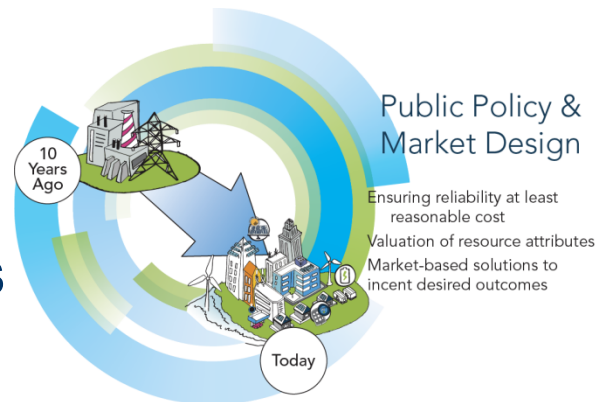 Public Policy &
Market Design
10
Years
Ago
Ensuring reliability at least
reasonable cost
Valuation of resource attributes
Market-based solutions to
incent desired outcomes
s
Today